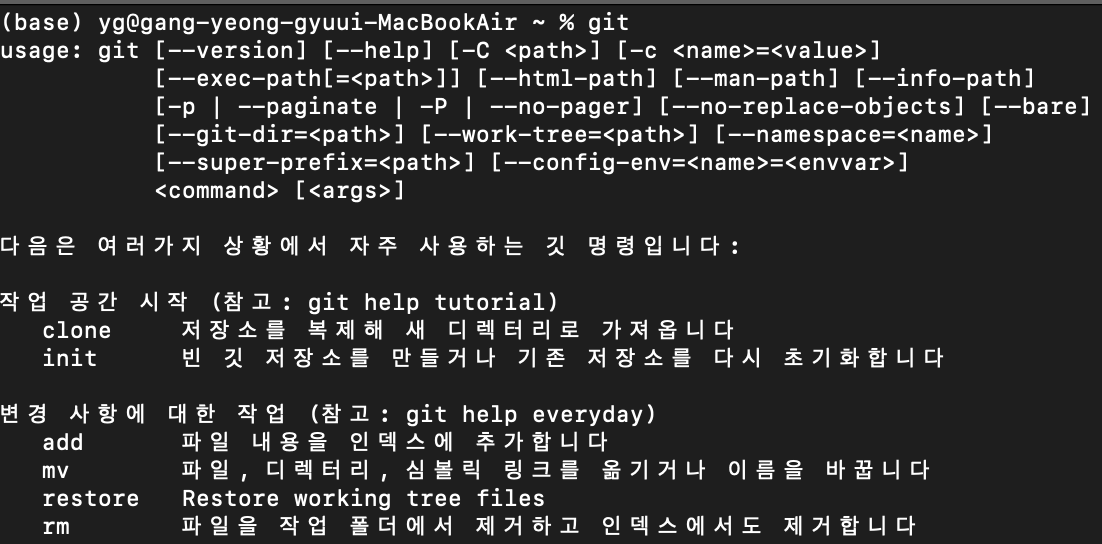 (base) yg@gang-yeong-gyuui-MacBookAir ~ % git
usage: git [--version] [--help] [-C <path>] [-c <name>=<value>]
           [--exec-path[=<path>]] [--html-path] [--man-path] [--info-path]
           [-p | --paginate | -P | --no-pager] [--no-replace-objects] [--bare]
           [--git-dir=<path>] [--work-tree=<path>] [--namespace=<name>]
           [--super-prefix=<path>] [--config-env=<name>=<envvar>]
           <command> [<args>]

다음은 여러가지 상황에서 자주 사용하는 깃 명령입니다:

작업 공간 시작 (참고: git help tutorial)
   clone     저장소를 복제해 새 디렉터리로 가져옵니다
   init      빈 깃 저장소를 만들거나 기존 저장소를 다시 초기화합니다

변경 사항에 대한 작업 (참고: git help everyday)
   add       파일 내용을 인덱스에 추가합니다
   mv        파일, 디렉터리, 심볼릭 링크를 옮기거나 이름을 바꿉니다
   restore   Restore working tree files
   rm        파일을 작업 폴더에서 제거하고 인덱스에서도 제거합니다